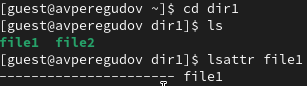 [guest@avperegudov ~]$ cd dir1
[guest@avperegudov dir1]$ ls
file1  file2
[guest@avperegudov dir1]$ lsattr file1
---------------------- file1